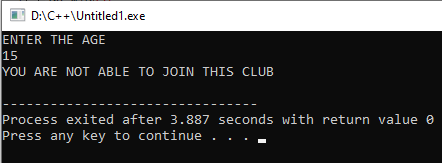 D:\C++\Untitled1.exe
ENTER THE AGE
15
YOU ARE NOT ABLE TO JOIN THIS CLUB
--------------------------------
Process exited after 3.887 seconds with return value 0
Press any key to continue . . .